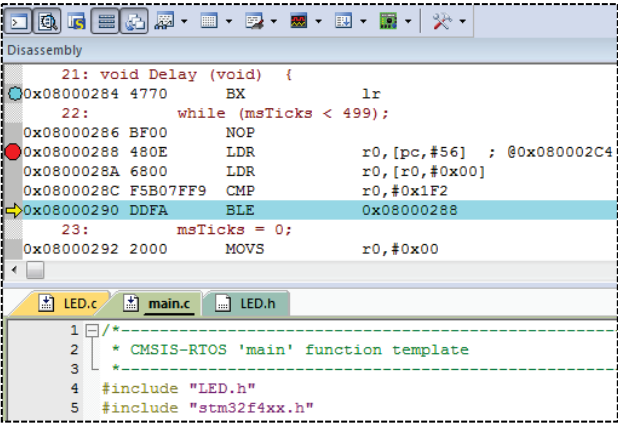 Disassembly
21: void Delay (void) {
0x08000284 4770 BX lr
22: while (msTicks < 499);
0x08000286 BF00 NOP
0x08000288 480E LDR r0,[pc,#56] ; @0x080002C4
0x0800028A 6800 LDR r0,[r0,#0x00]
0x0800028C F5B07FF9 CMP r0,#0x1F2
0x08000290 DDFA BLE 0x08000288
23: msTicks = 0;
0x08000292 2000 MOVS r0,#0x00
LED.c main.c LED.h
1 /*----------------------------------------------------
2 * CMSIS-RTOS 'main' function template
3 *----------------------------------------------------
4 #include "LED.h"
5 #include "stm32f4xx.h"